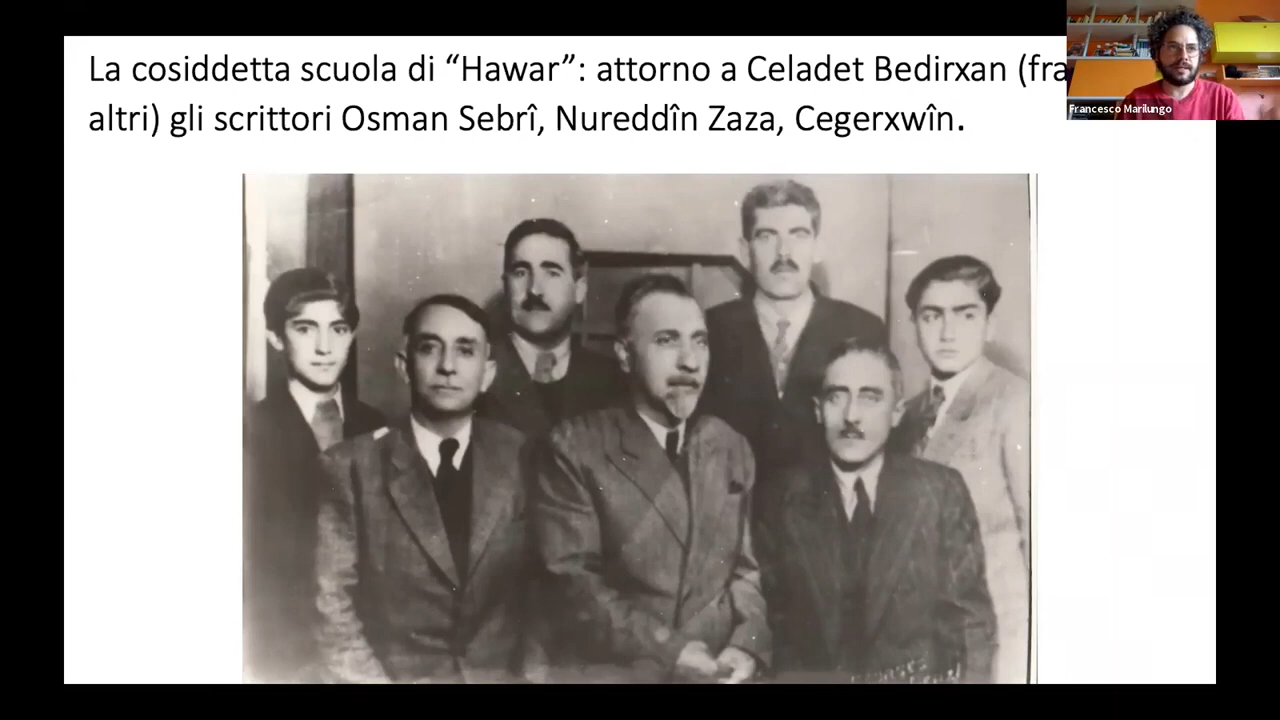 La cosiddetta scuola di “Hawar”: attorno a Celadet Bedirxan (fra
altri) gli scrittori Osman Sebrî, Nureddîn Zaza, Cegerxwîn.
Francesco Marilungo